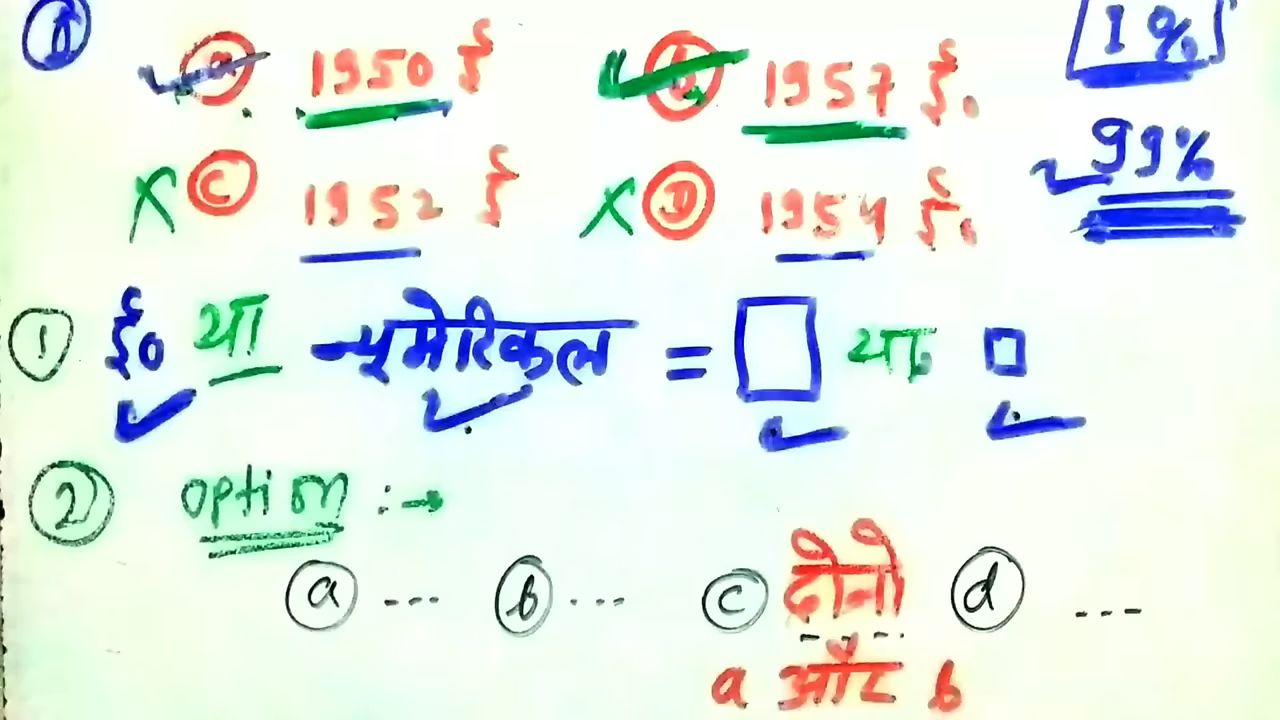 a 1950 ई b 1957 ई० 1%
C 1952 ई D 1954 ई० 99%
1 ई० या न्यूमेरिकल = □ या □
2 option :→
a --- b --- c दोनो d ---
a और b